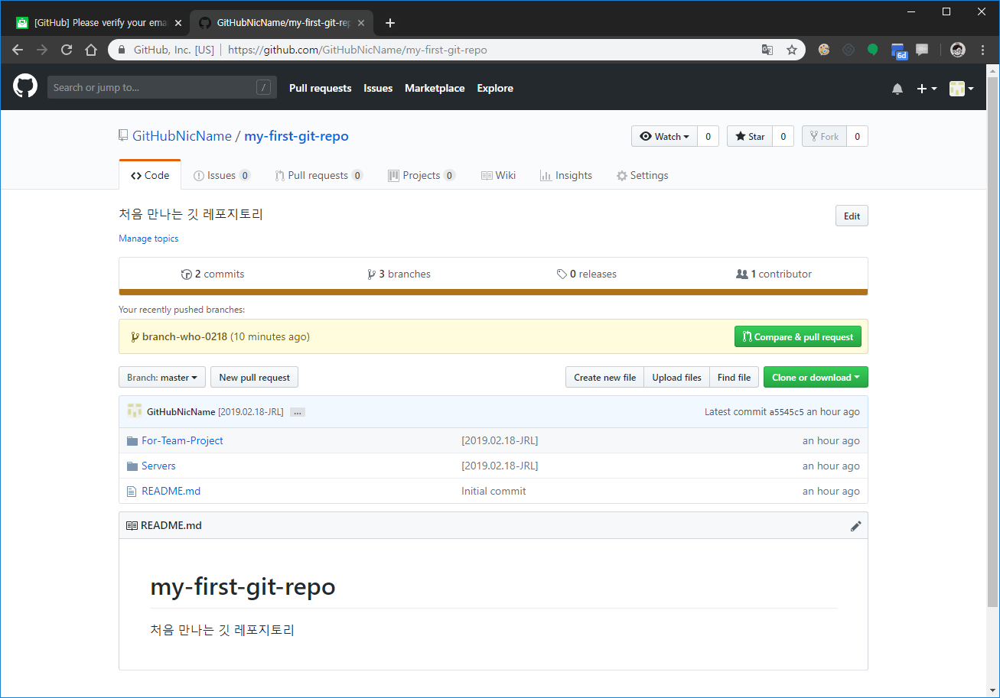 [GitHub] Please verify your ema
GitHubNicName/my-first-git-rep
GitHub, Inc. [US] | https://github.com/GitHubNicName/my-first-git-repo
6d
Search or jump to... /
Pull requests Issues Marketplace Explore
GitHubNicName / my-first-git-repo
Watch 0 Star 0 Fork 0
Code Issues 0 Pull requests 0 Projects 0 Wiki Insights Settings
처음 만나는 깃 레포지토리 Edit
Manage topics
2 commits 3 branches 0 releases 1 contributor
Your recently pushed branches:
branch-who-0218 (10 minutes ago) Compare & pull request
Branch: master New pull request Create new file Upload files Find file Clone or download
GitHubNicName [2019.02.18-JRL] ... Latest commit a5545c5 an hour ago
For-Team-Project [2019.02.18-JRL] an hour ago
Servers [2019.02.18-JRL] an hour ago
README.md Initial commit an hour ago
README.md
my-first-git-repo
처음 만나는 깃 레포지토리